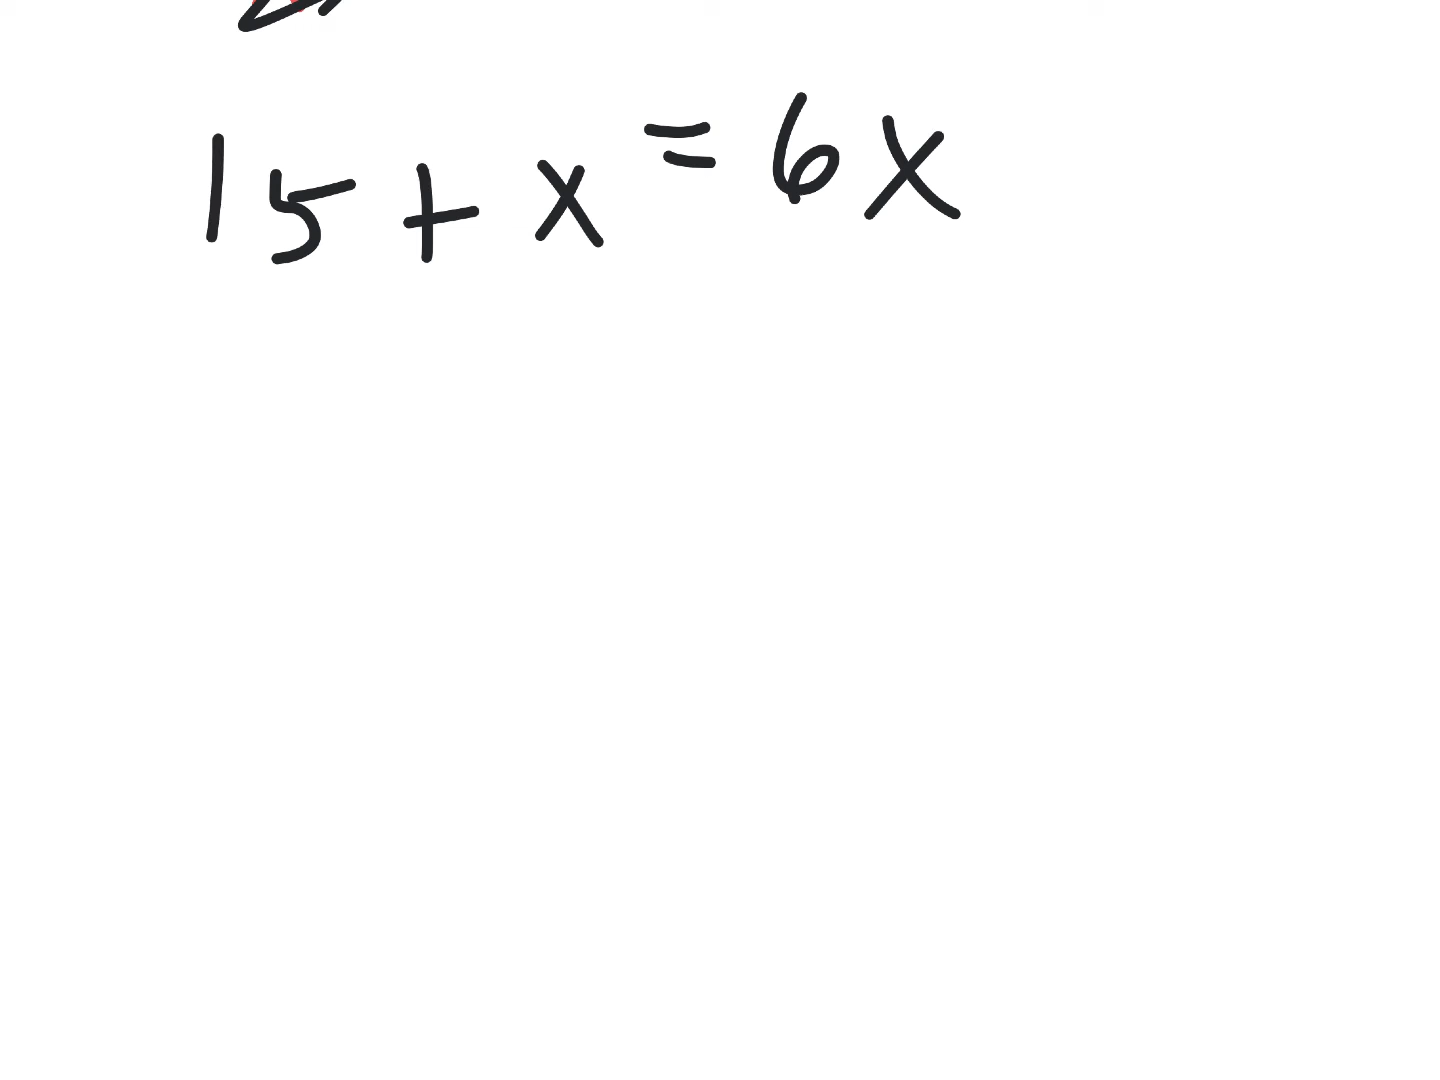 15 + x = 6x